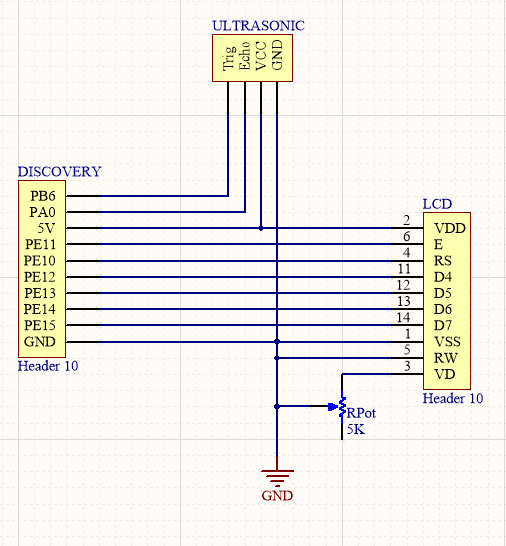 ULTRASONIC
Trig
Echo
VCC
GND
DISCOVERY
PB6
PA0
5V
PE11
PE10
PE12
PE13
PE14
PE15
GND
Header 10
LCD
2 VDD
6 E
4 RS
11 D4
12 D5
13 D6
14 D7
1 VSS
5 RW
3 VD
Header 10
RPot
5K
GND